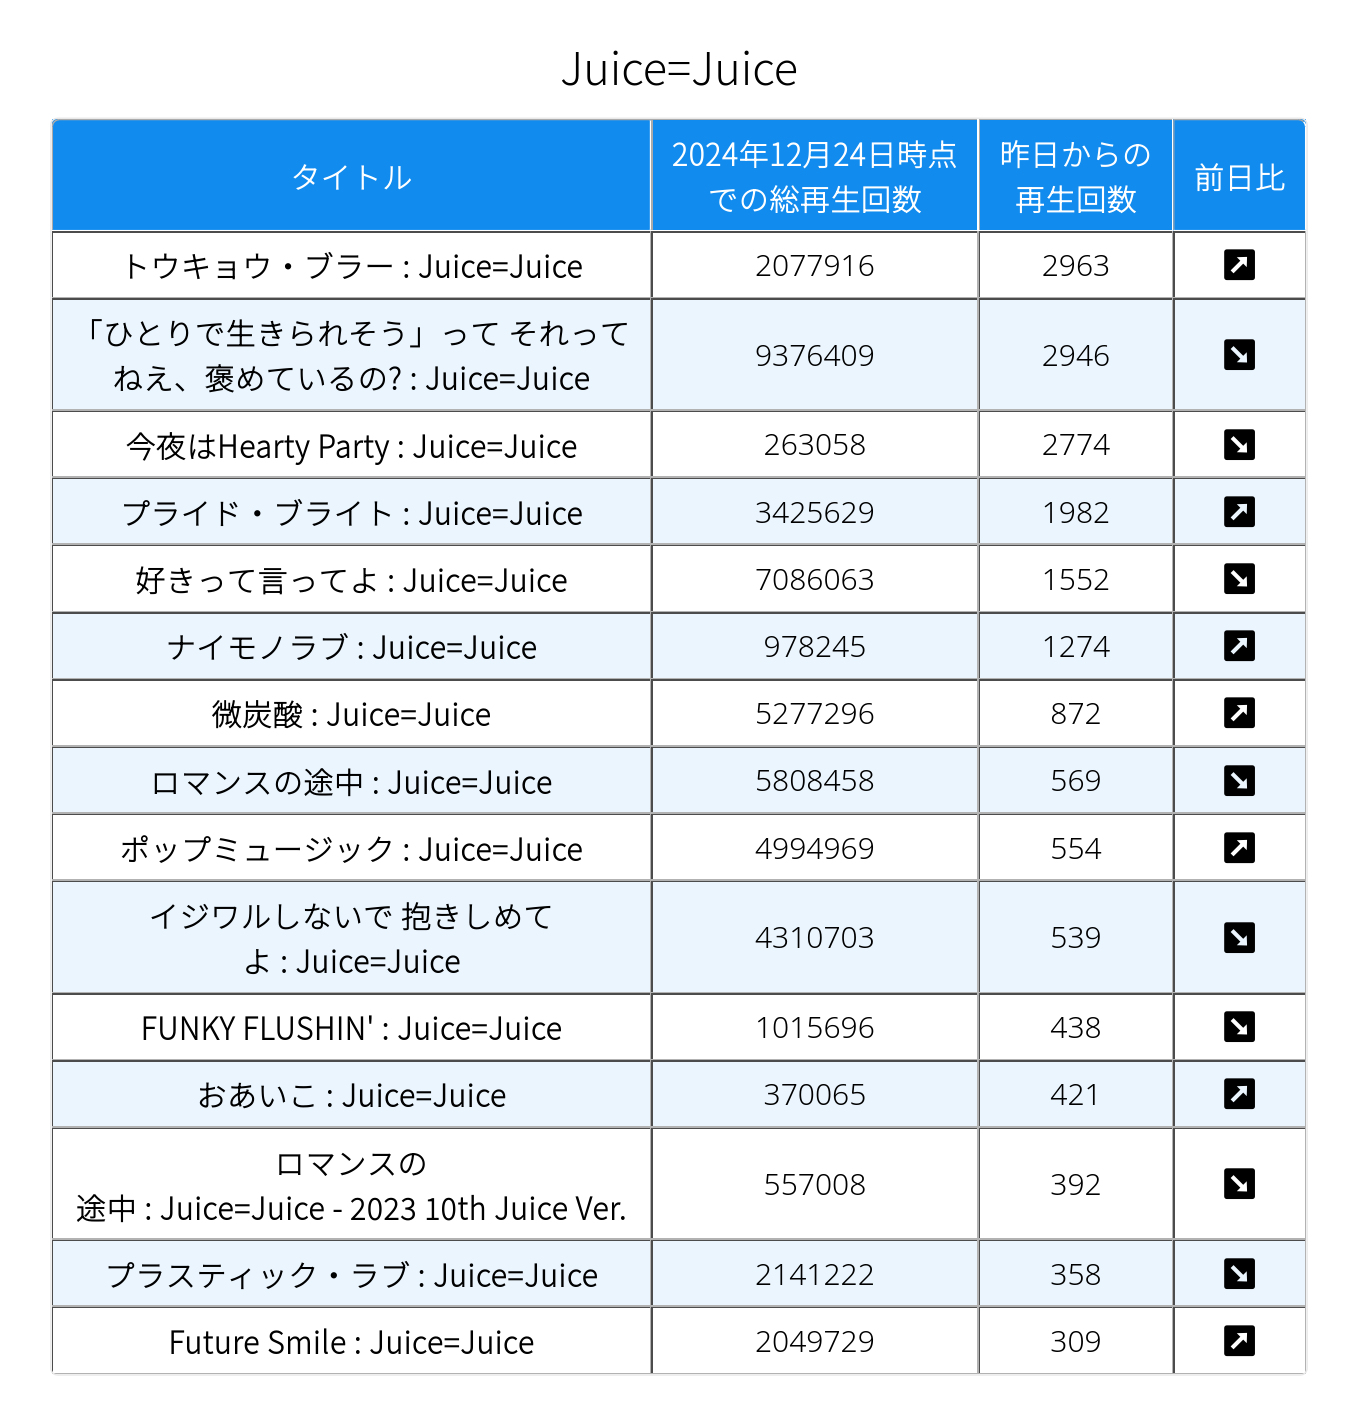 Juice=Juice
タイトル
2024年12月24日時点
での総再生回数
昨日からの
再生回数
前日比
トウキョウ・ブラー : Juice=Juice
2077916
2963
「ひとりで生きられそう」って それって
ねえ、褒めているの? : Juice=Juice
9376409
2946
今夜はHearty Party : Juice=Juice
263058
2774
プライド・ブライト : Juice=Juice
3425629
1982
好きって言ってよ : Juice=Juice
7086063
1552
ナイモノラブ : Juice=Juice
978245
1274
微炭酸 : Juice=Juice
5277296
872
ロマンスの途中 : Juice=Juice
5808458
569
ポップミュージック : Juice=Juice
4994969
554
イジワルしないで 抱きしめて
よ : Juice=Juice
4310703
539
FUNKY FLUSHIN' : Juice=Juice
1015696
438
おあいこ : Juice=Juice
370065
421
ロマンスの
途中 : Juice=Juice - 2023 10th Juice Ver.
557008
392
プラスティック・ラブ : Juice=Juice
2141222
358
Future Smile : Juice=Juice
2049729
309